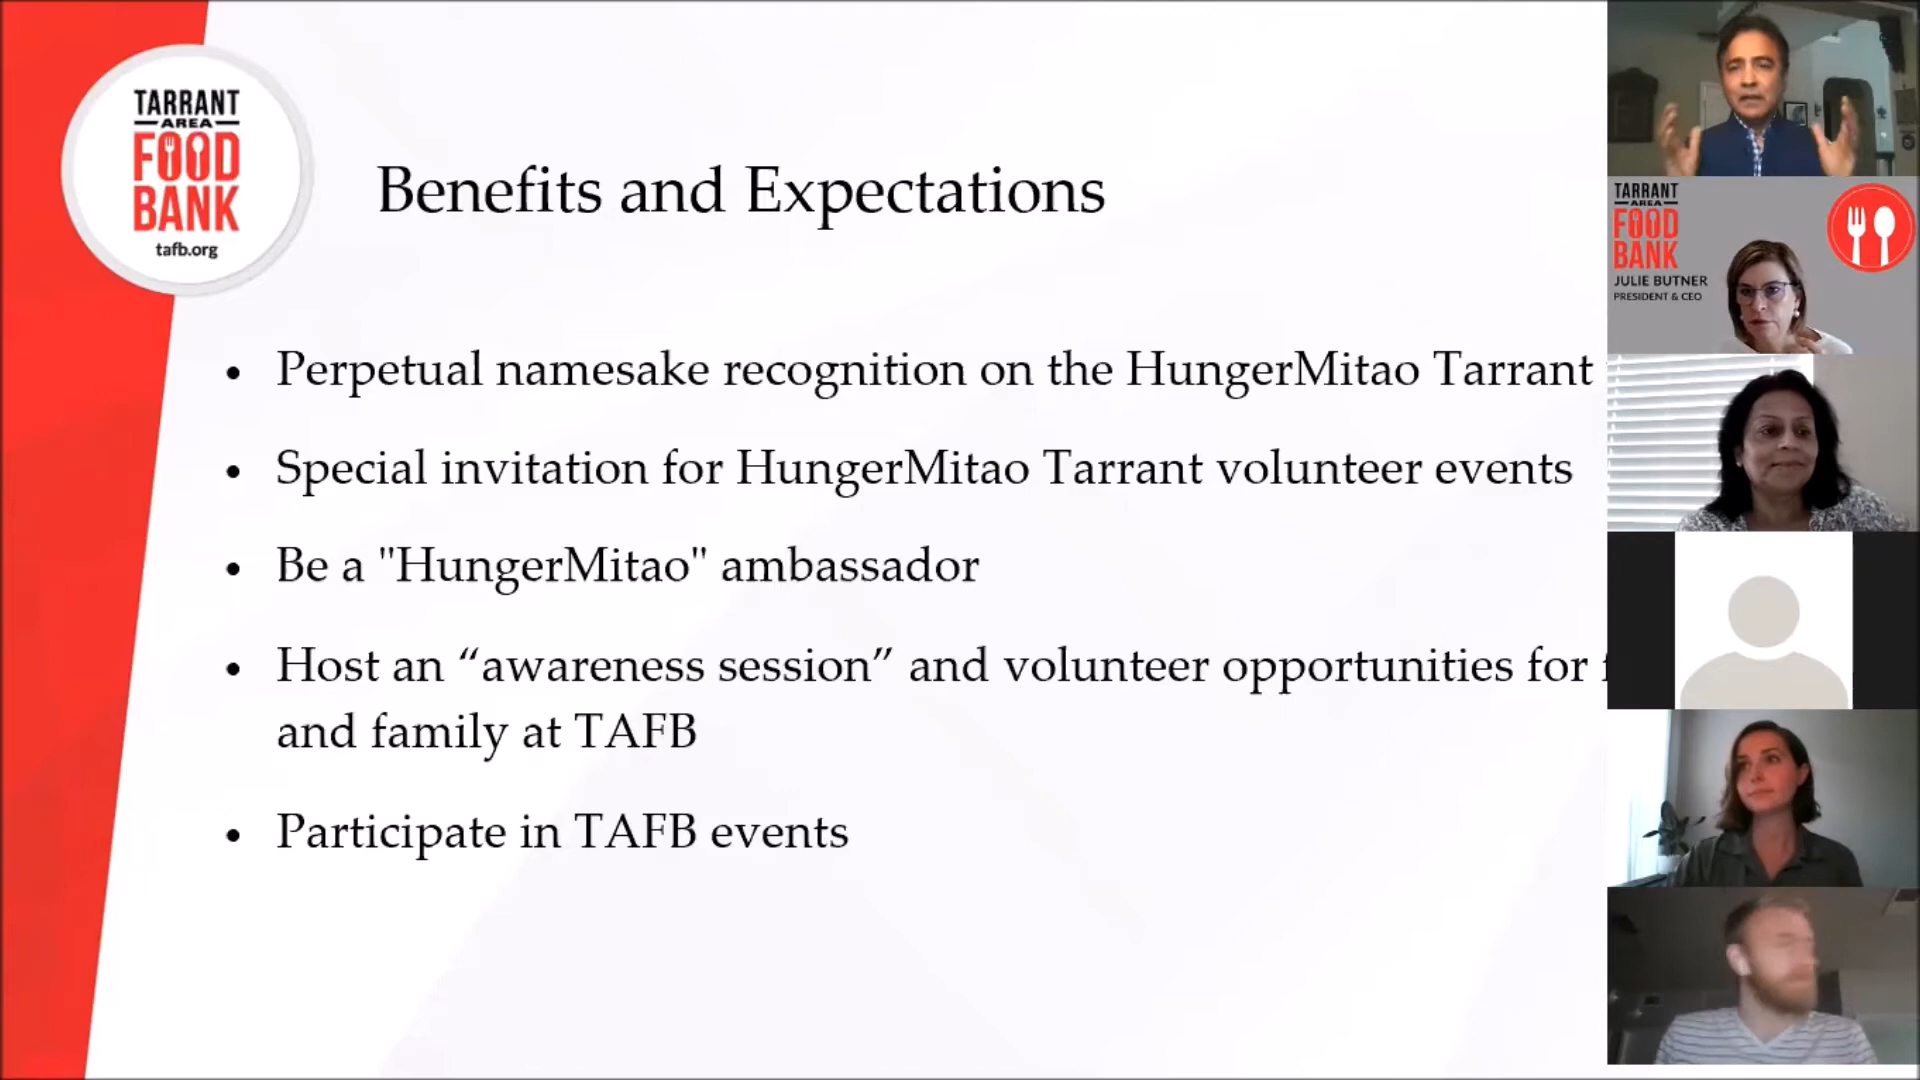 TARRANT
AREA
FOOD
BANK
tafb.org
Benefits and Expectations
• Perpetual namesake recognition on the HungerMitao Tarrant
• Special invitation for HungerMitao Tarrant volunteer events
• Be a "HungerMitao" ambassador
• Host an “awareness session” and volunteer opportunities for
and family at TAFB
• Participate in TAFB events
TARRANT
AREA
FOOD
BANK
JULIE BUTNER
PRESIDENT & CEO